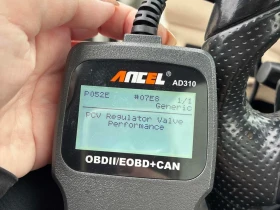 ANCEL
AD310
P052E #07E8 1/1
Generic
PCV Regulator Valve
Performance
OBDII/EOBD+CAN